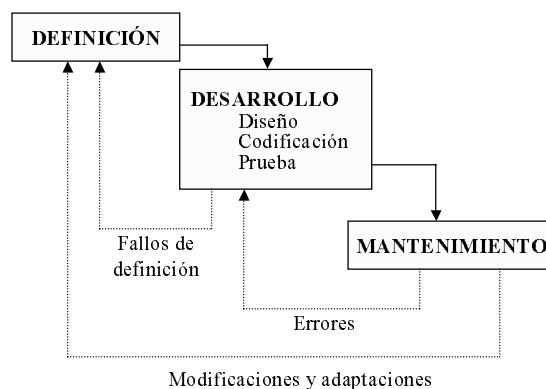 DEFINICIÓN
DESARROLLO
Diseño
Codificación
Prueba
MANTENIMIENTO
Fallos de
definición
Errores
Modificaciones y adaptaciones